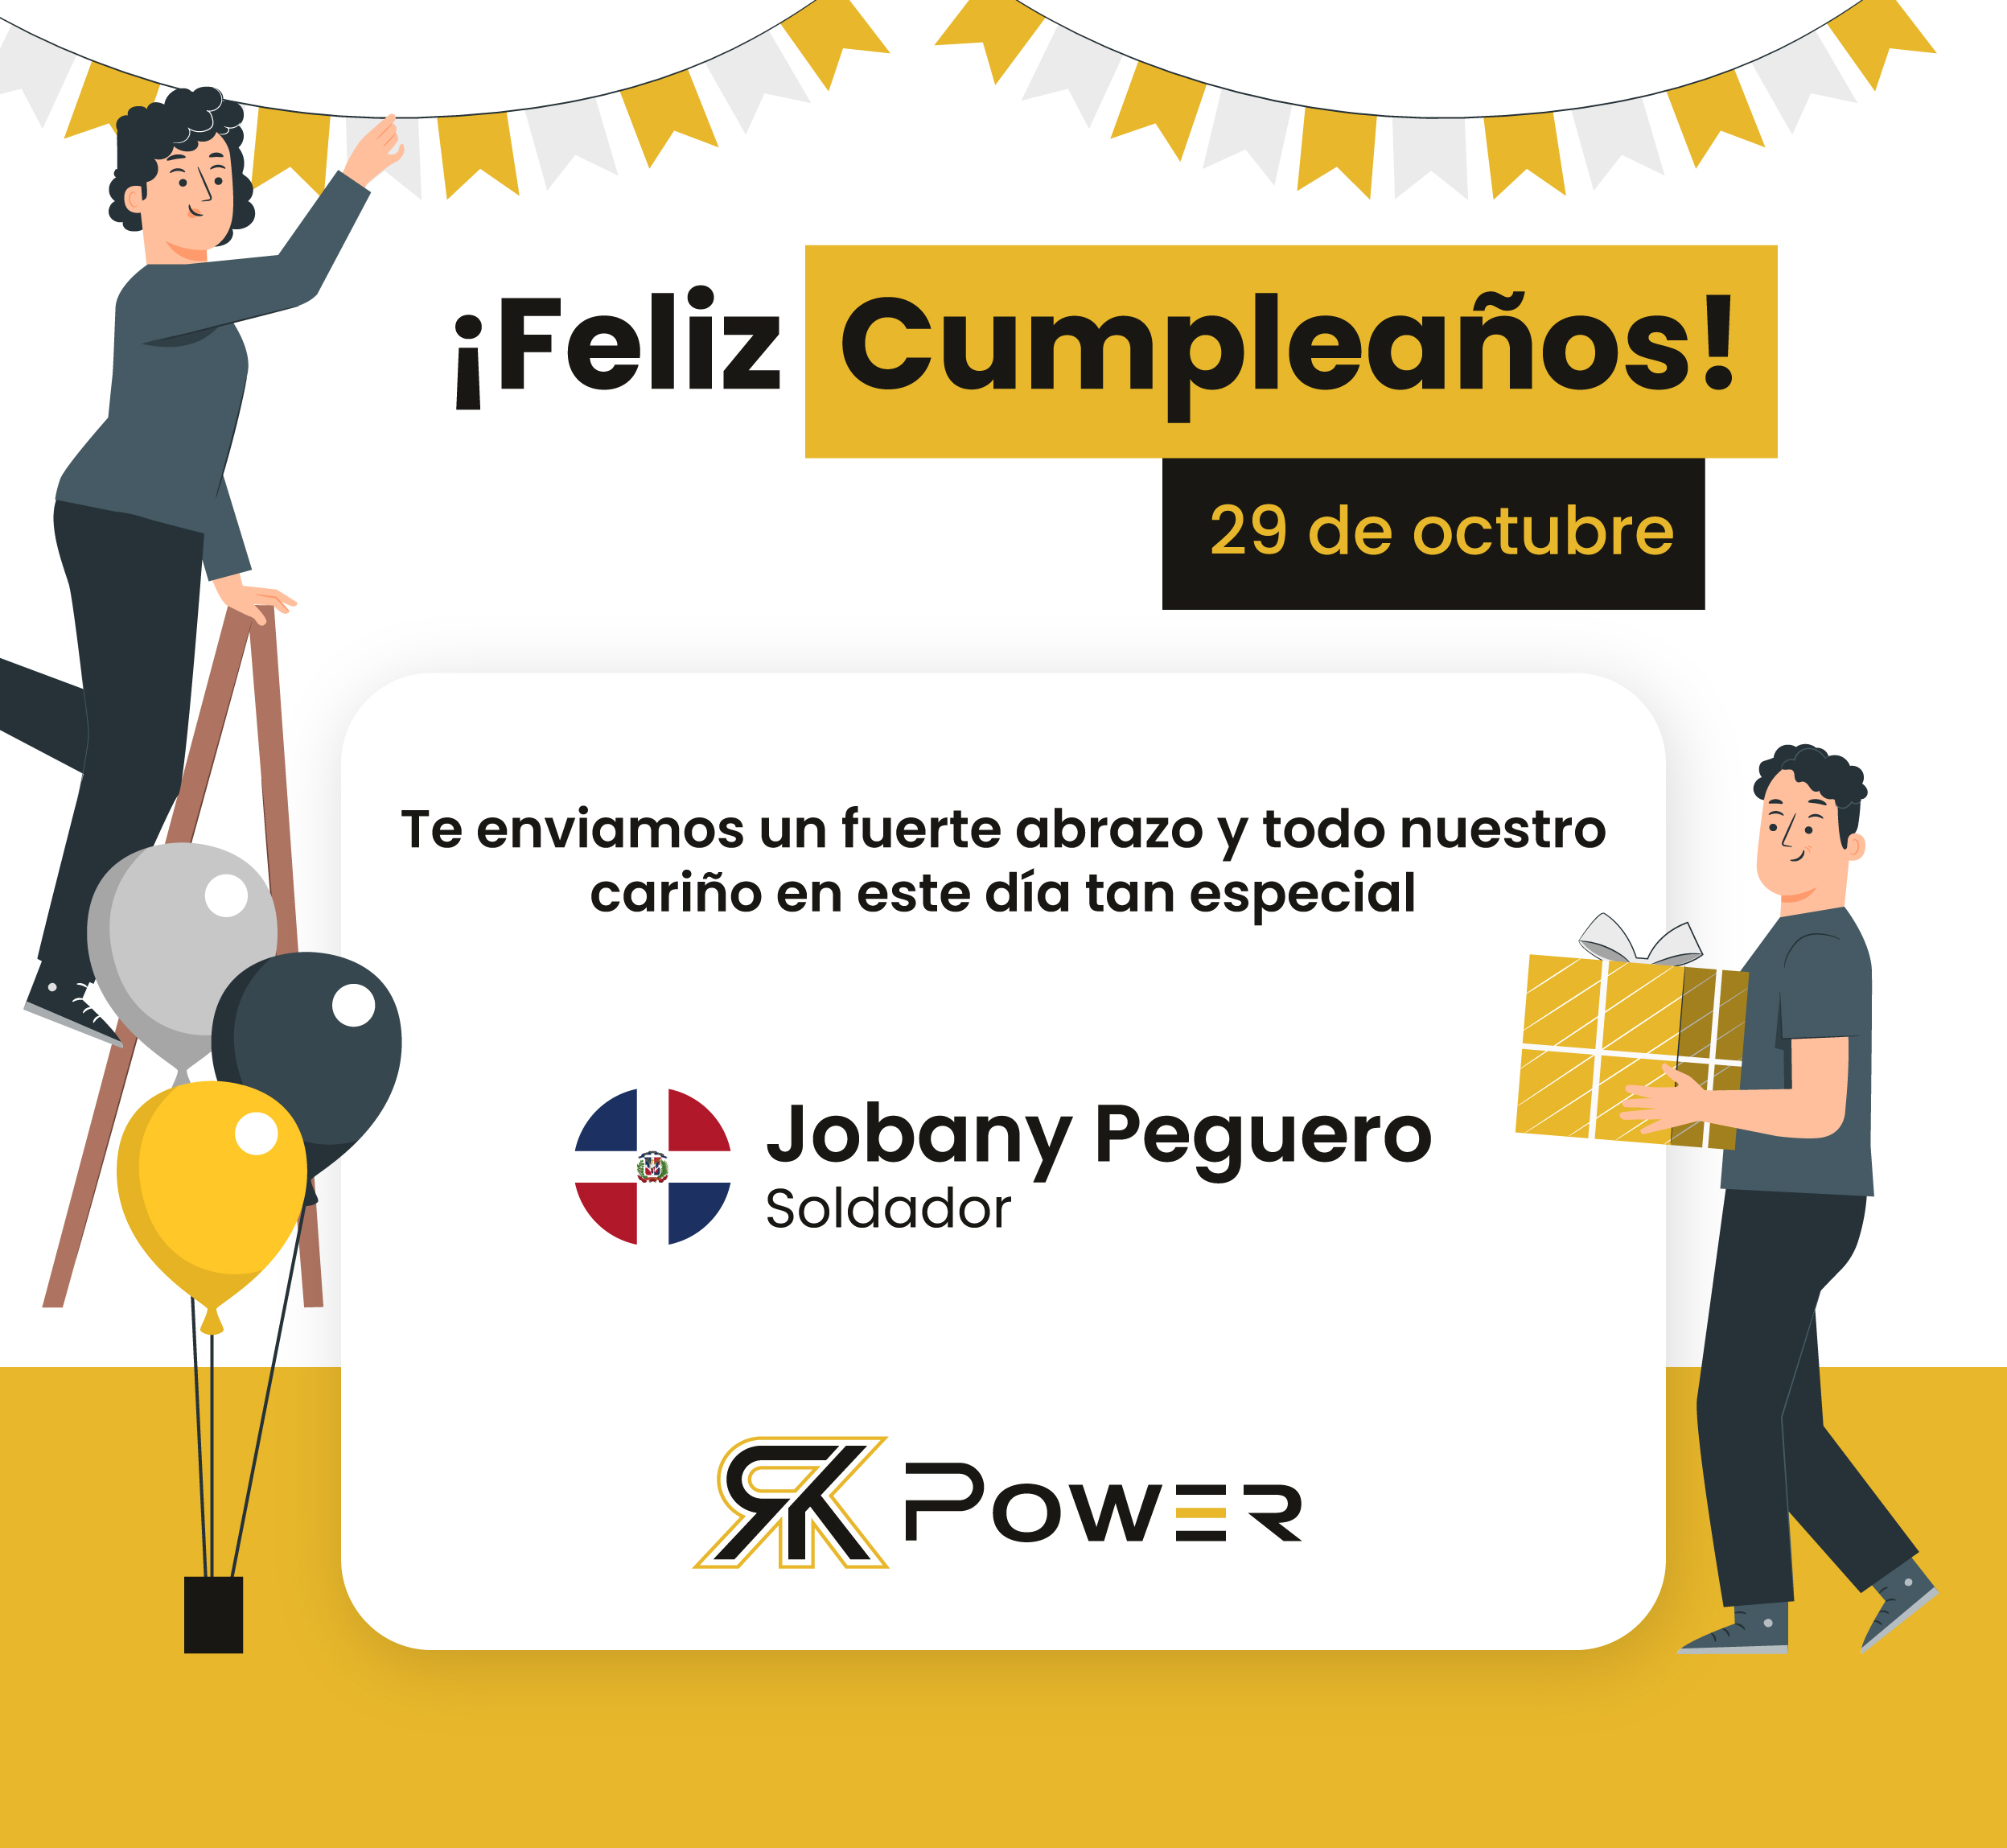 ¡Feliz Cumpleaños!
29 de octubre
Te enviamos un fuerte abrazo y todo nuestro
cariño en este día tan especial
Jobany Peguero
Soldador
RK Power